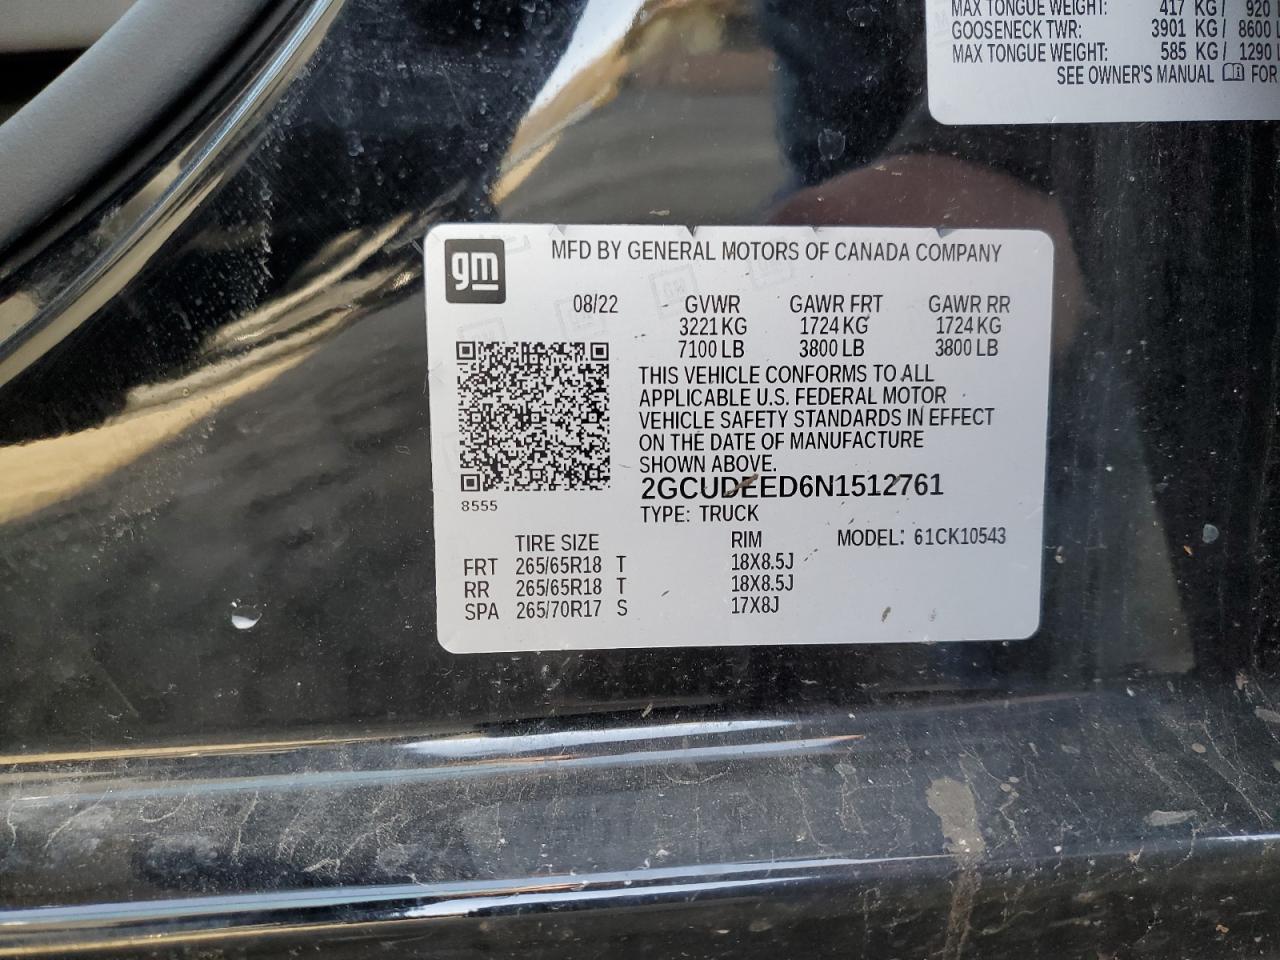 MAX TONGUE WEIGHT: 417 KG/ 920
GOOSENECK TWR: 3901 KG/ 8600 L
MAX TONGUE WEIGHT: 585 KG/ 1290 L
SEE OWNER'S MANUAL FOR
gm
MFD BY GENERAL MOTORS OF CANADA COMPANY
08/22 GVWR GAWR FRT GAWR RR
3221 KG 1724 KG 1724 KG
7100 LB 3800 LB 3800 LB
THIS VEHICLE CONFORMS TO ALL
APPLICABLE U.S. FEDERAL MOTOR
VEHICLE SAFETY STANDARDS IN EFFECT
ON THE DATE OF MANUFACTURE
SHOWN ABOVE.
2GCUDEED6N1512761
8555
TYPE: TRUCK
TIRE SIZE RIM MODEL: 61CK10543
FRT 265/65R18 T 18X8.5J
RR 265/65R18 T 18X8.5J
SPA 265/70R17 S 17X8J